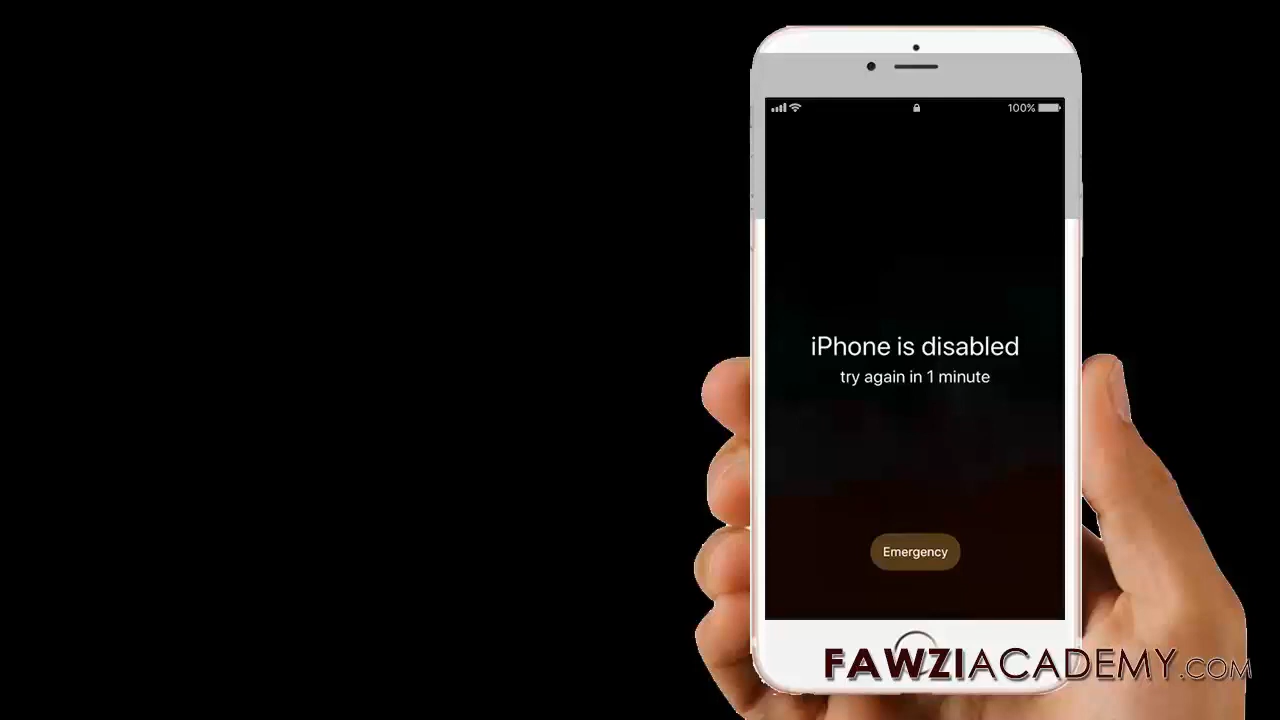 100%
iPhone is disabled
try again in 1 minute
Emergency
FAWZIACADEMY.COM